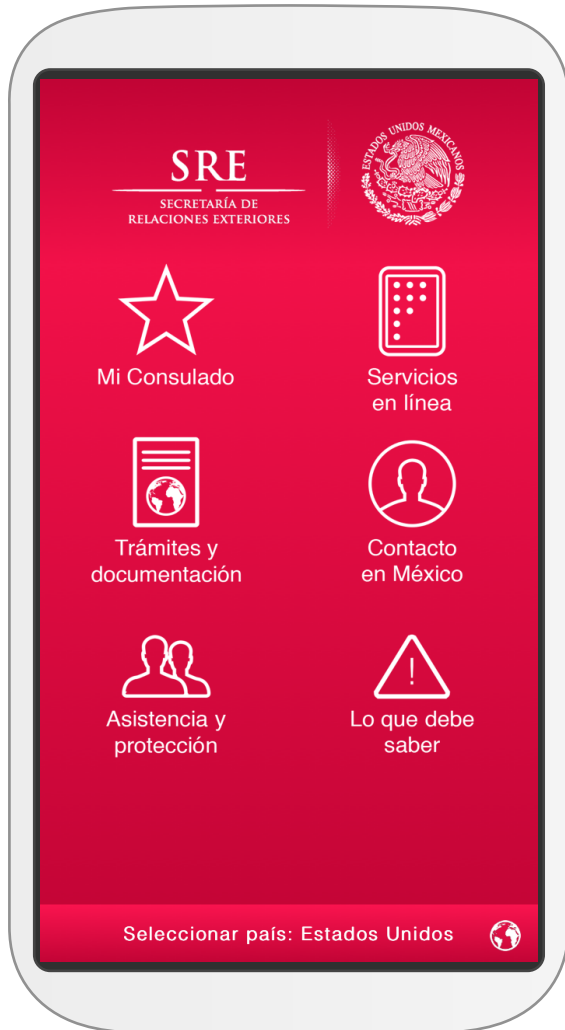 SRE
SECRETARÍA DE
RELACIONES EXTERIORES
ESTADOS UNIDOS MEXICANOS
Mi Consulado
Servicios
en línea
Trámites y
documentación
Contacto
en México
Asistencia y
protección
Lo que debe
saber
Seleccionar país: Estados Unidos